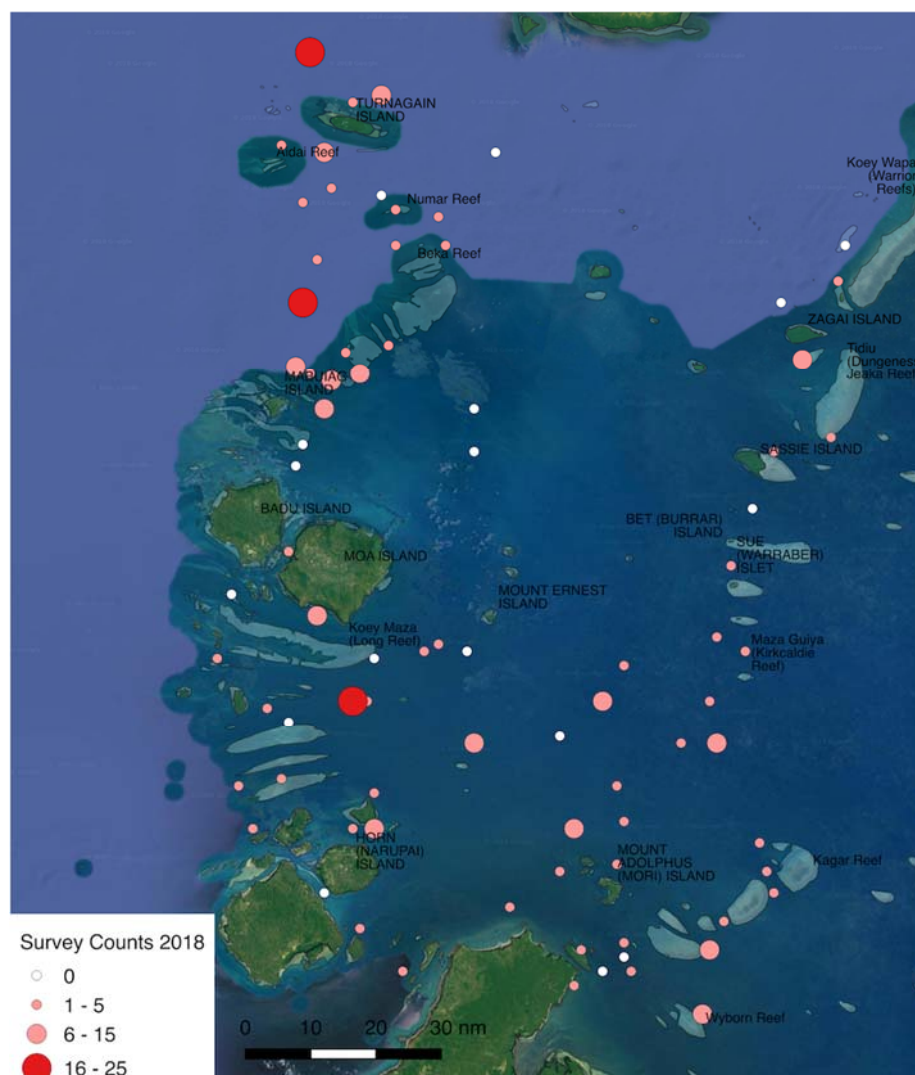 TURNAGAIN
ISLAND
Aidai Reef
Koey Wapa
(Warrior
Reefs)
Numar Reef
Beka Reef
ZAGAI ISLAND
Tidiu
(Dungeness
Jeaka Reef
MABUIAG
ISLAND
SASSIE ISLAND
BADU ISLAND
BET (BURRAR)
ISLAND
SUE
(WARRABER)
ISLET
MOA ISLAND
MOUNT ERNEST
ISLAND
Koey Maza
(Long Reef)
Maza Guiya
(Kirkcaldie
Reef)
HORN
(NARUPAI)
ISLAND
MOUNT
ADOLPHUS
(MORI) ISLAND
Kagar Reef
Wyborn Reef
Survey Counts 2018
0
1 - 5
6 - 15
16 - 25
0 10 20 30 nm